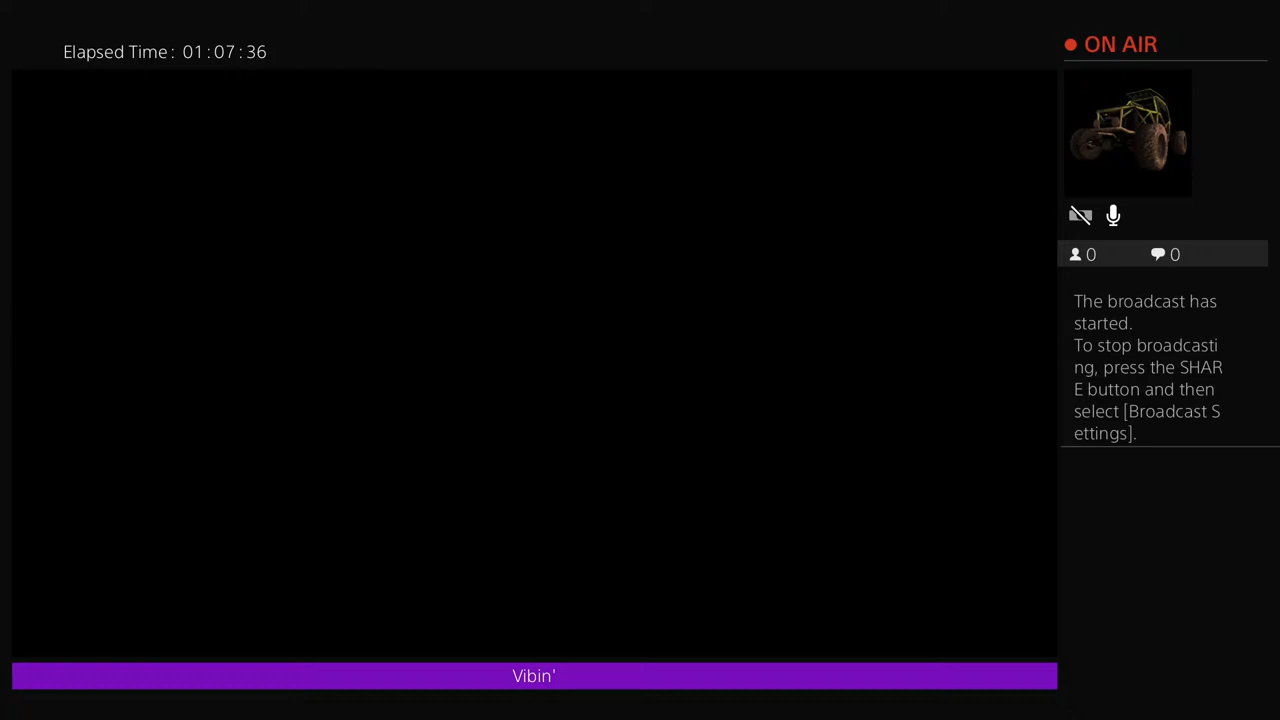 Elapsed Time: 01:07:36
ON AIR
0 0
The broadcast has
started.
To stop broadcasti
ng, press the SHAR
E button and then
select [Broadcast S
ettings].
Vibin'